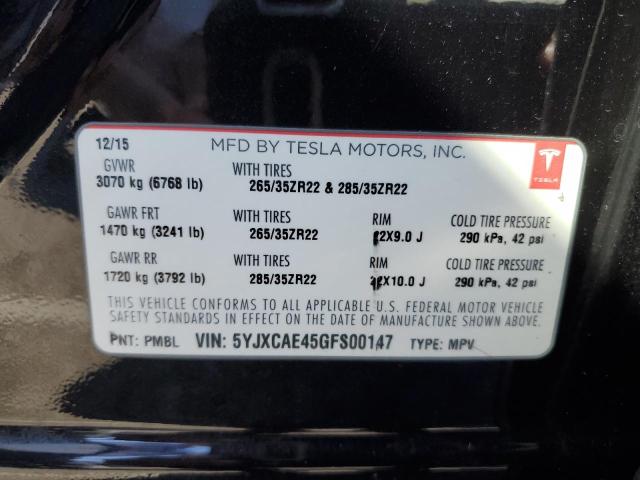 12/15 MFD BY TESLA MOTORS, INC.
GVWR WITH TIRES
3070 kg (6768 lb) 265/35ZR22 & 285/35ZR22
TESLA
GAWR FRT WITH TIRES RIM COLD TIRE PRESSURE
1470 kg (3241 lb) 265/35ZR22 22X9.0 J 290 kPa, 42 psi
GAWR RR WITH TIRES RIM COLD TIRE PRESSURE
1720 kg (3792 lb) 285/35ZR22 22X10.0 J 290 kPa, 42 psi
THIS VEHICLE CONFORMS TO ALL APPLICABLE U.S. FEDERAL MOTOR VEHICLE
SAFETY STANDARDS IN EFFECT ON THE DATE OF MANUFACTURE SHOWN ABOVE.
PNT: PMBL VIN: 5YJXCAE45GFS00147 TYPE: MPV